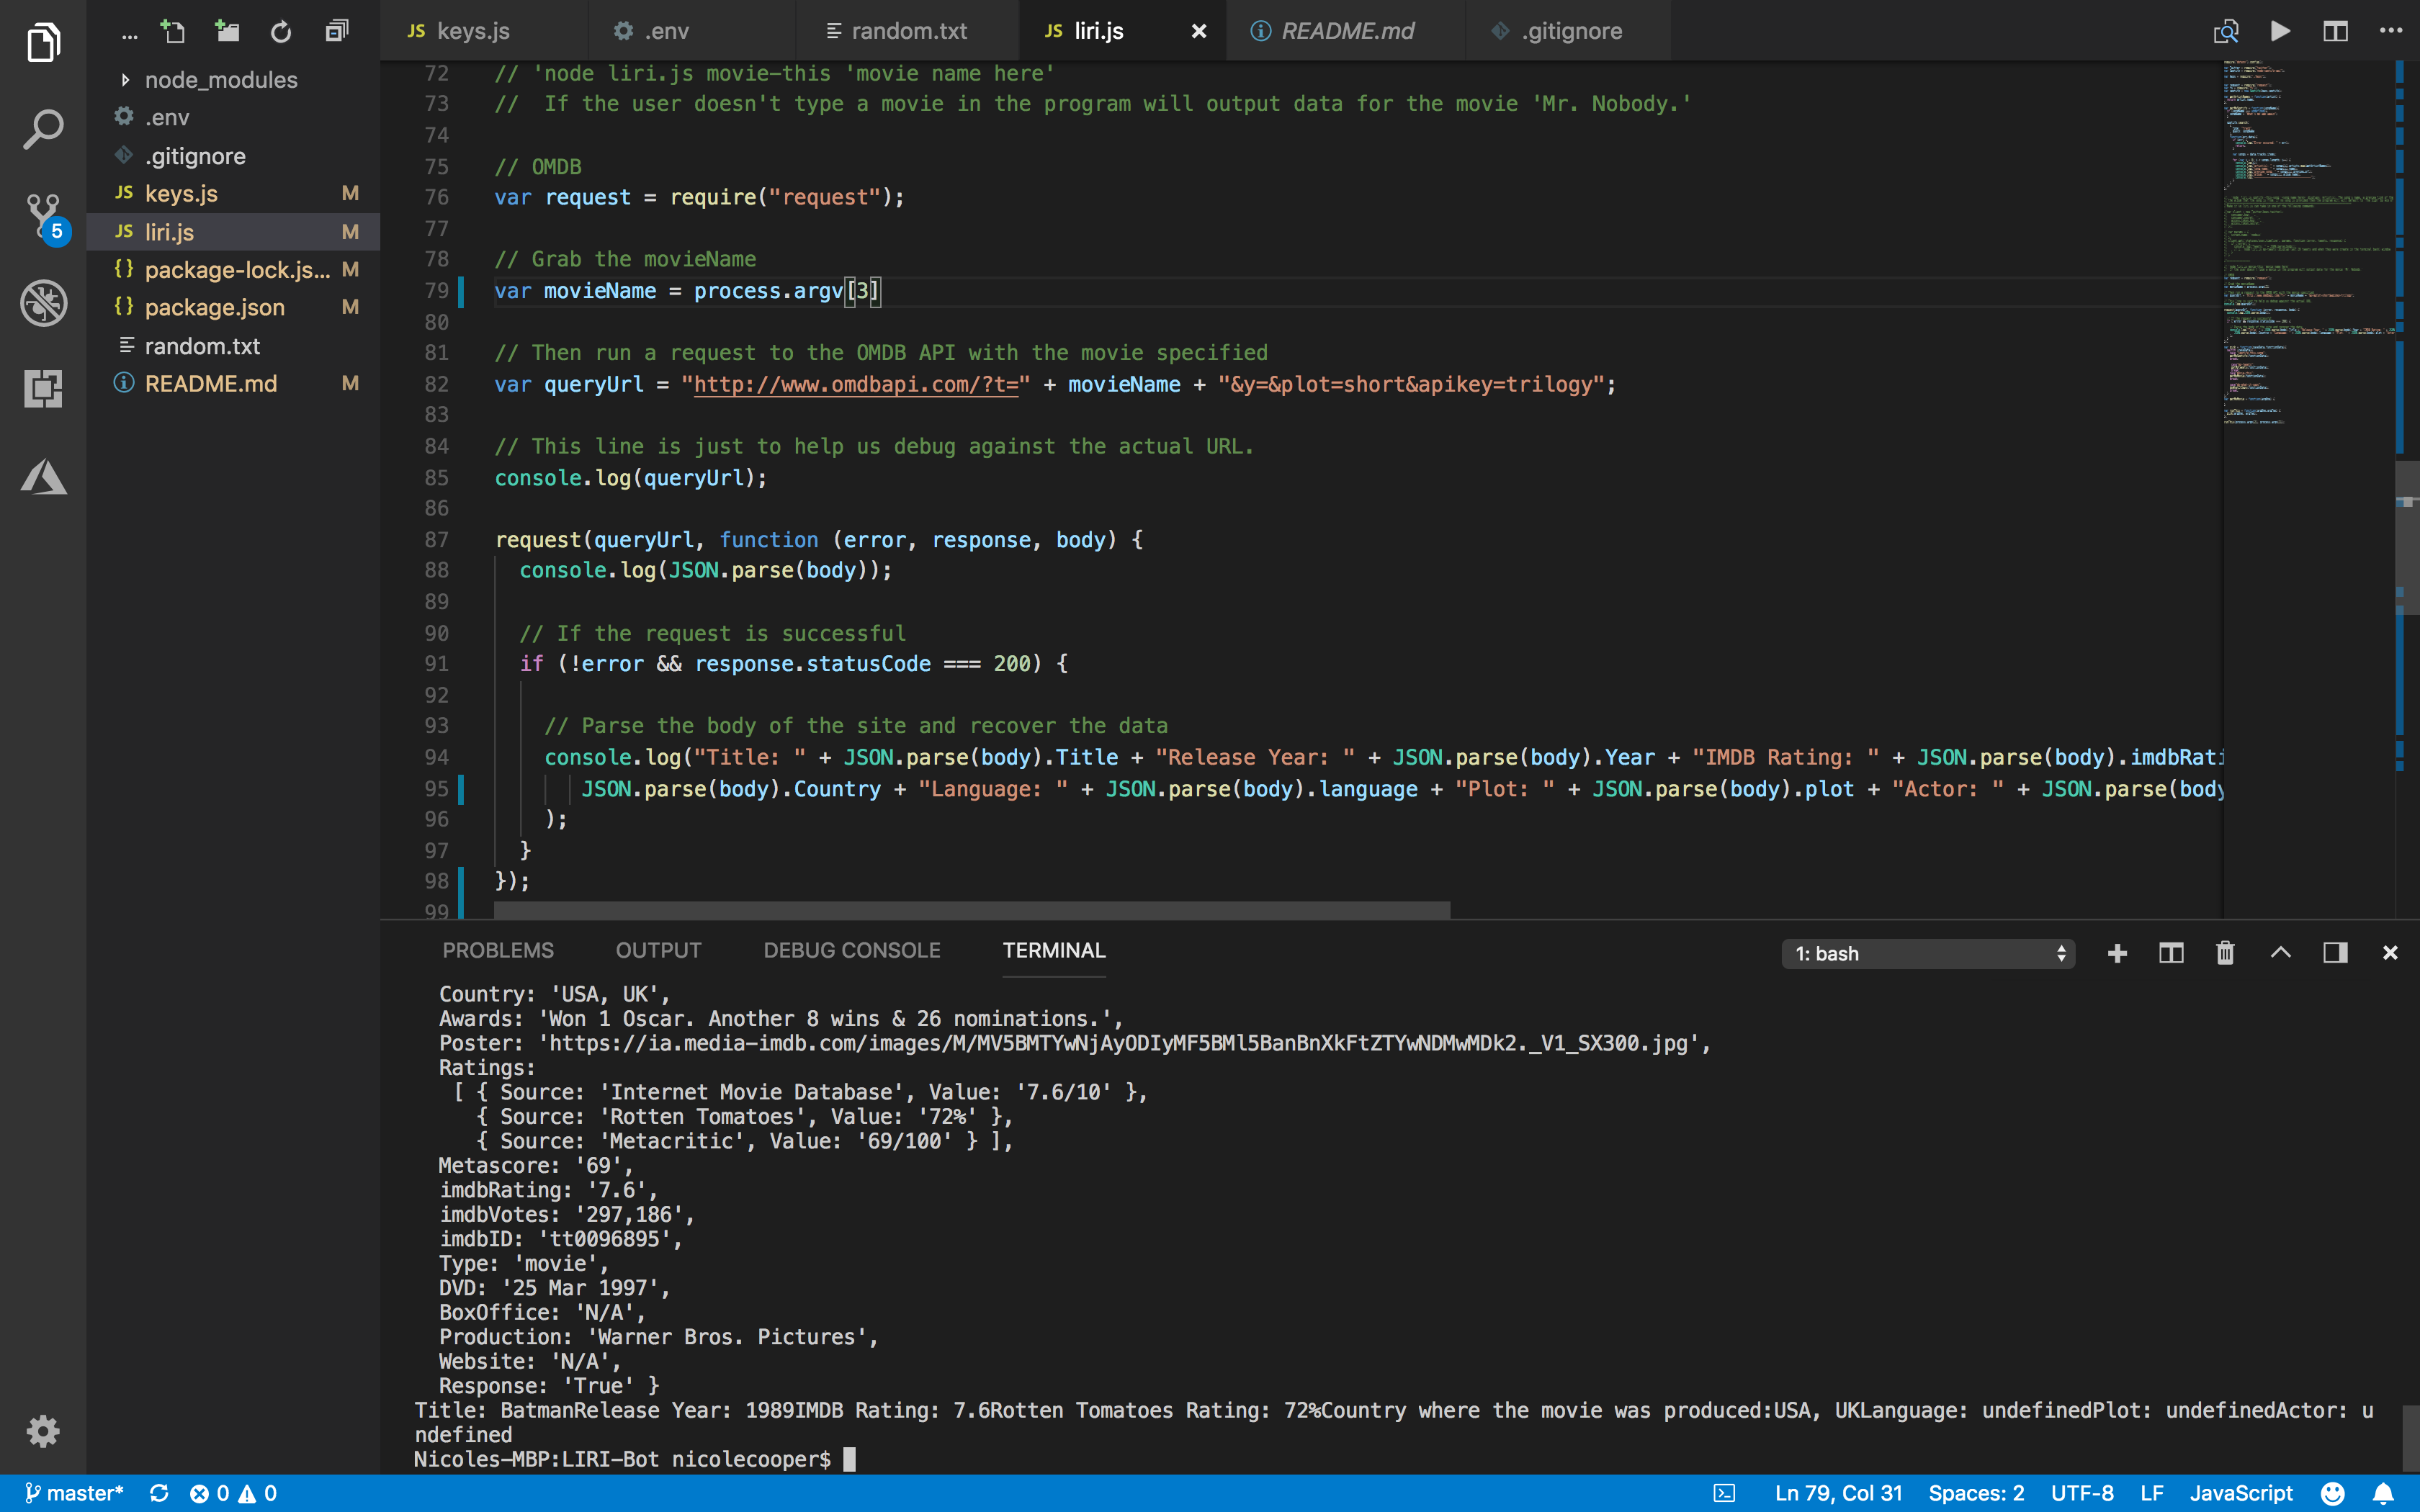 JS keys.js
.env
random.txt
JS liri.js
README.md
.gitignore
...
node_modules
.env
.gitignore
JS keys.js M
JS liri.js M
{} package-lock.js... M
{} package.json M
random.txt
README.md M
5
72 // 'node liri.js movie-this 'movie name here'
73 //  If the user doesn't type a movie in the program will output data for the movie 'Mr. Nobody.'
74
75 // OMDB
76 var request = require("request");
77
78 // Grab the movieName
79 var movieName = process.argv[3]
80
81 // Then run a request to the OMDB API with the movie specified
82 var queryUrl = "http://www.omdbapi.com/?t=" + movieName + "&y=&plot=short&apikey=trilogy";
83
84 // This line is just to help us debug against the actual URL.
85 console.log(queryUrl);
86
87 request(queryUrl, function (error, response, body) {
88 console.log(JSON.parse(body));
89
90 // If the request is successful
91 if (!error && response.statusCode === 200) {
92
93 // Parse the body of the site and recover the data
94 console.log("Title: " + JSON.parse(body).Title + "Release Year: " + JSON.parse(body).Year + "IMDB Rating: " + JSON.parse(body).imdbRati
95 JSON.parse(body).Country + "Language: " + JSON.parse(body).language + "Plot: " + JSON.parse(body).plot + "Actor: " + JSON.parse(body
96 );
97 }
98 });
99
PROBLEMS OUTPUT DEBUG CONSOLE TERMINAL 1: bash
Country: 'USA, UK',
Awards: 'Won 1 Oscar. Another 8 wins & 26 nominations.',
Poster: 'https://ia.media-imdb.com/images/M/MV5BMTYwNjAyODIyMF5BMl5BanBnXkFtZTYwNDMwMDk2._V1_SX300.jpg',
Ratings:
[ { Source: 'Internet Movie Database', Value: '7.6/10' },
{ Source: 'Rotten Tomatoes', Value: '72%' },
{ Source: 'Metacritic', Value: '69/100' } ],
Metascore: '69',
imdbRating: '7.6',
imdbVotes: '297,186',
imdbID: 'tt0096895',
Type: 'movie',
DVD: '25 Mar 1997',
BoxOffice: 'N/A',
Production: 'Warner Bros. Pictures',
Website: 'N/A',
Response: 'True' }
Title: BatmanRelease Year: 1989IMDB Rating: 7.6Rotten Tomatoes Rating: 72%Country where the movie was produced:USA, UKLanguage: undefinedPlot: undefinedActor: u
ndefined
Nicoles-MBP:LIRI-Bot nicolecooper$
master* 0 0 Ln 79, Col 31 Spaces: 2 UTF-8 LF JavaScript